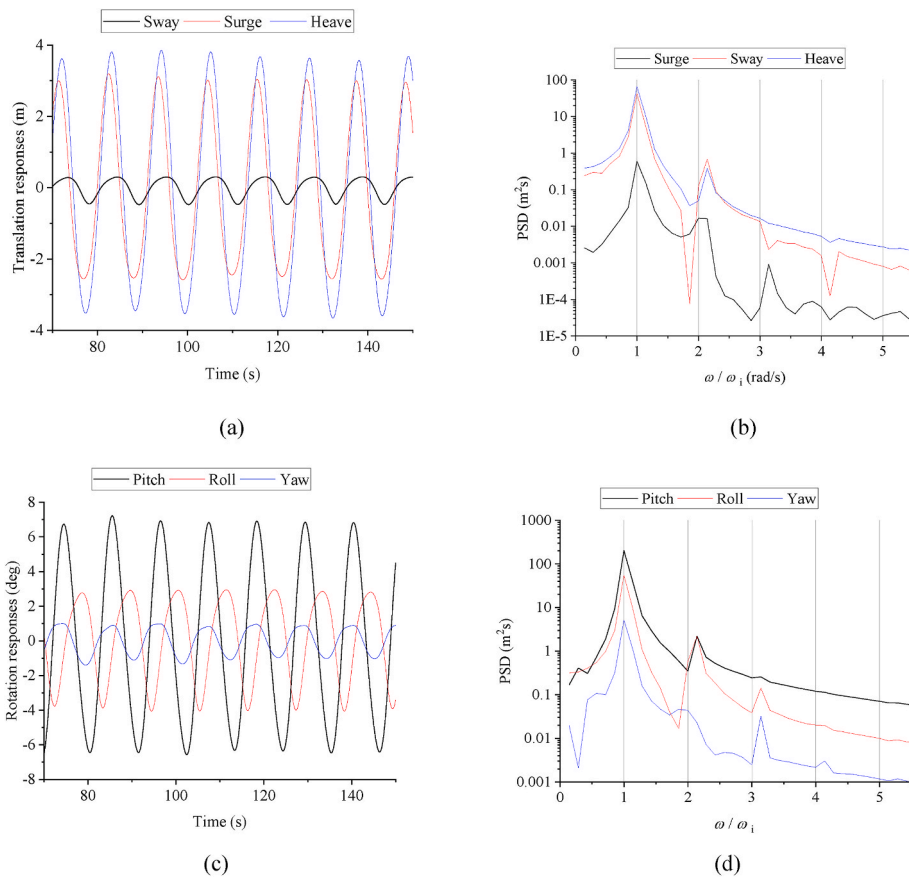 Sway Surge Heave
Translation responses (m)
4
2
0
-2
-4
80 100 120 140
Time (s)
(a)
Surge Sway Heave
PSD (m²s)
100
10
1
0.1
0.01
0.001
1E-4
1E-5
0 1 2 3 4 5
ω / ω i (rad/s)
(b)
Pitch Roll Yaw
Rotation responses (deg)
8
6
4
2
0
-2
-4
-6
-8
80 100 120 140
Time (s)
(c)
Pitch Roll Yaw
PSD (m²s)
1000
100
10
1
0.1
0.01
0.001
0 1 2 3 4 5
ω / ω i
(d)